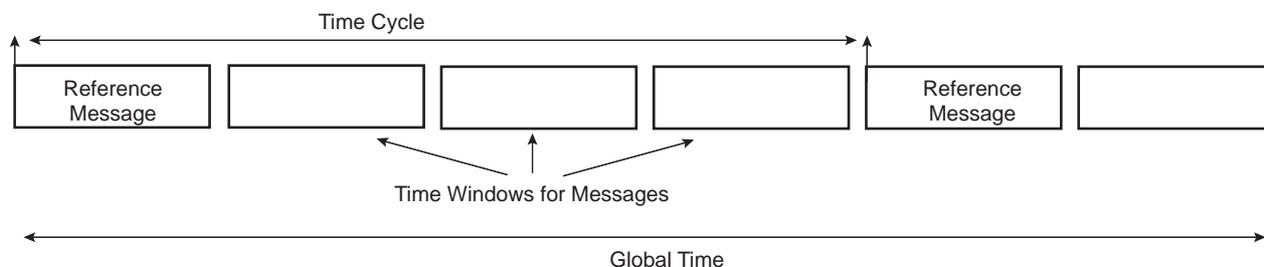 Time Cycle
Reference
Message
Reference
Message
Time Windows for Messages
Global Time